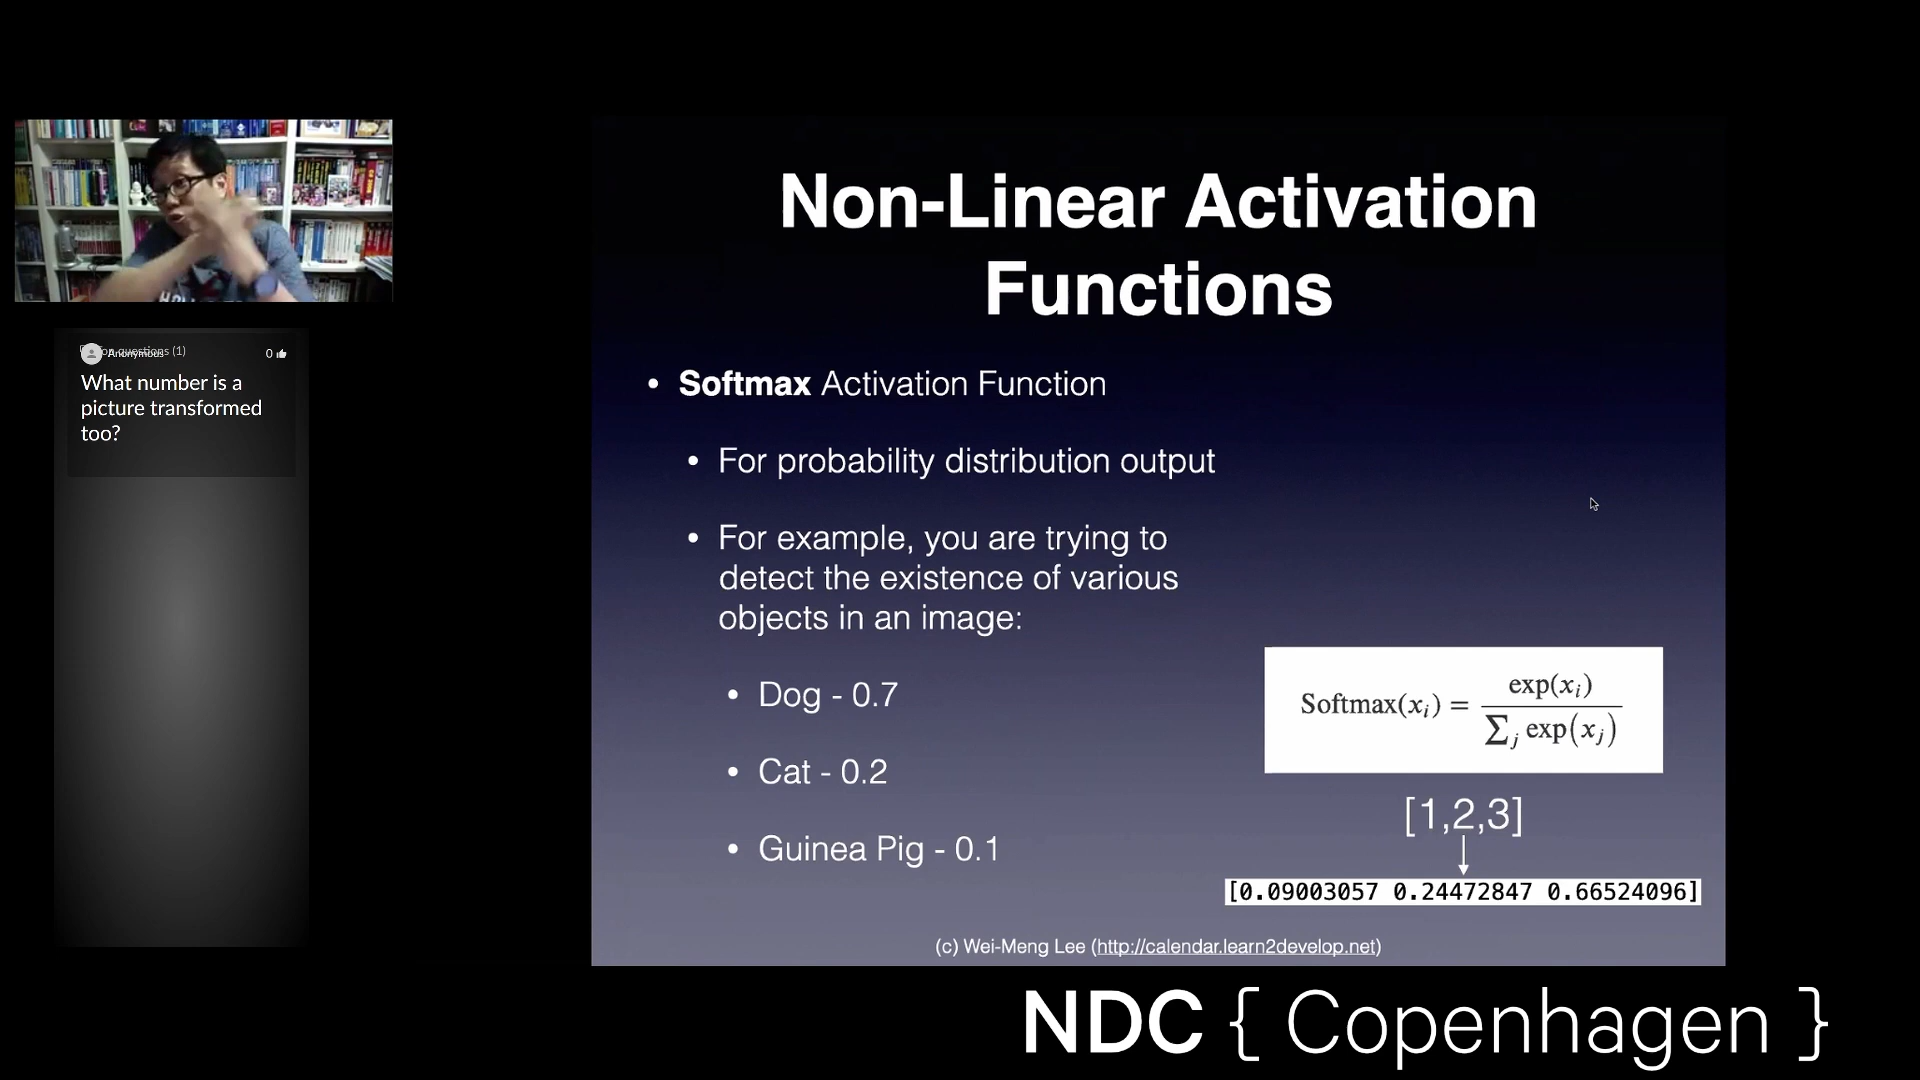 Non-Linear Activation
Functions
• Softmax Activation Function
• For probability distribution output
• For example, you are trying to
detect the existence of various
objects in an image:
• Dog - 0.7
• Cat - 0.2
• Guinea Pig - 0.1
Softmax(xᵢ) = exp(xᵢ) / ∑ⱼ exp(xⱼ)
[1,2,3]
[0.09003057 0.24472847 0.66524096]
(c) Wei-Meng Lee (http://calendar.learn2develop.net)
questions (1)
Anonymous
0
What number is a
picture transformed
too?
NDC { Copenhagen }